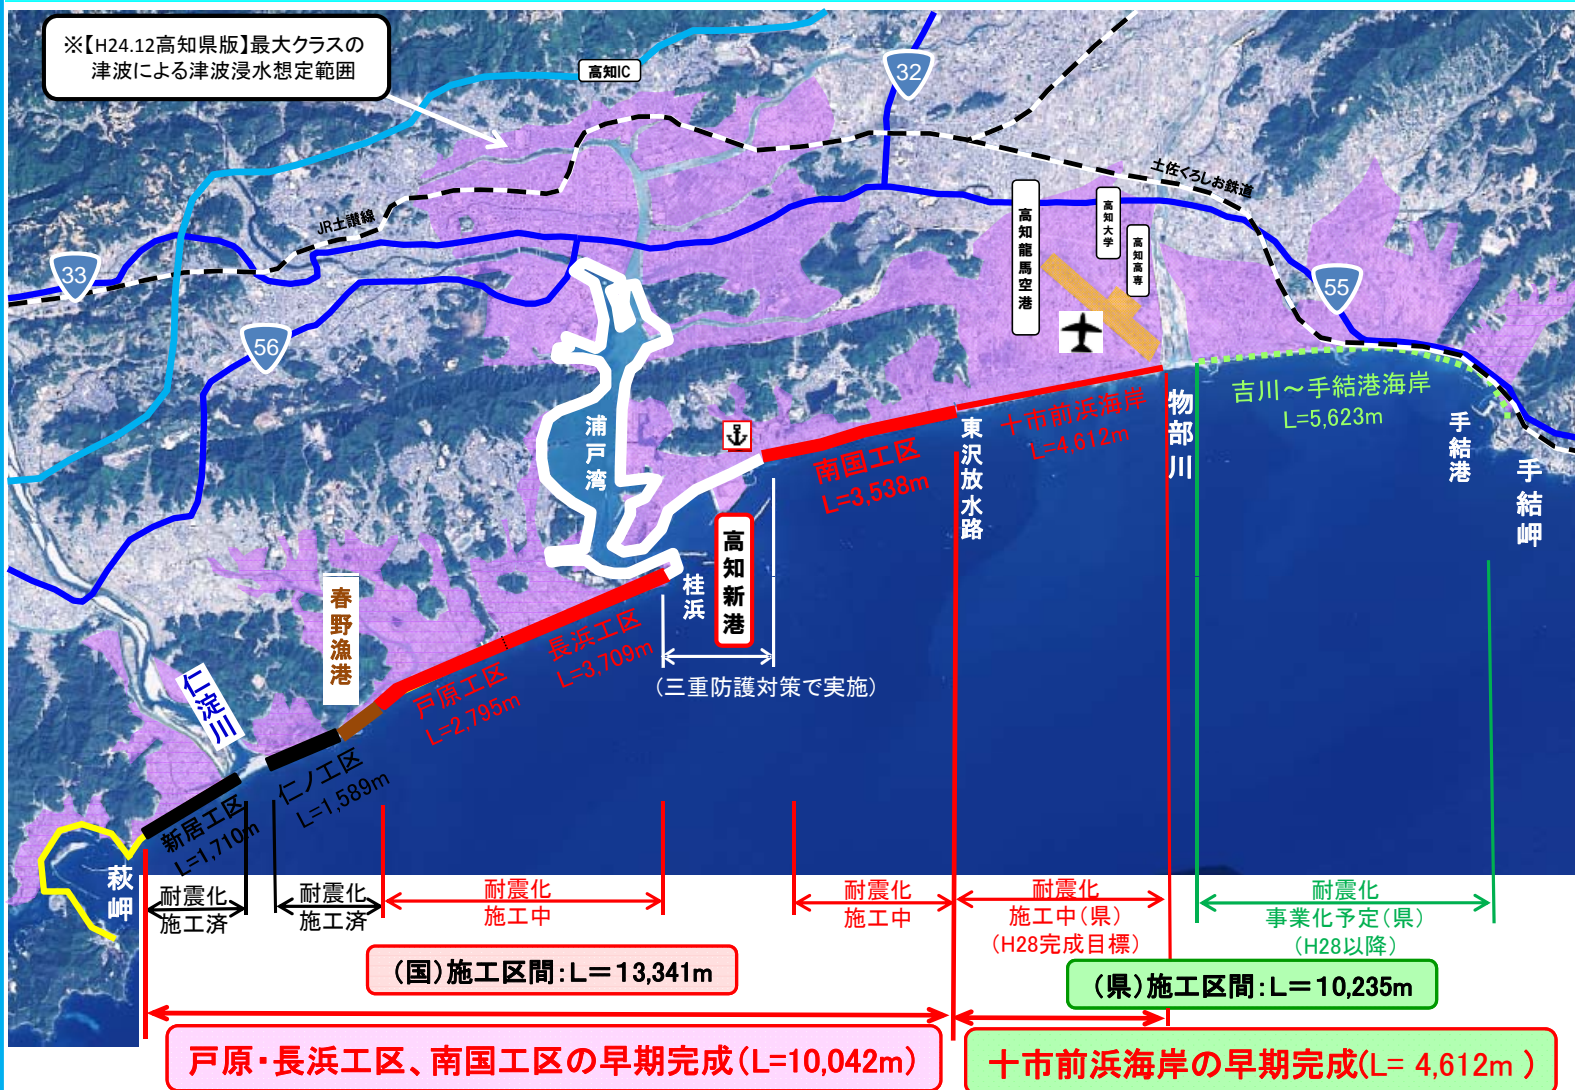 ※【H24.12高知県版】最大クラスの
津波による津波浸水想定範囲
高知IC
32
土佐くろしお鉄道
JR土讃線
高知龍馬空港
高知大学
高知高専
33
55
56
浦戸湾
吉川～手結港海岸
L=5,623m
十市前浜海岸
L=4,612m
物部川
手結港
手結岬
東沢放水路
南国工区
L=3,538m
高知新港
桂浜
春野漁港
長浜工区
L=3,709m
(三重防護対策で実施)
戸原工区
L=2,795m
仁淀川
仁ノ工区
L=1,589m
新居工区
L=1,710m
萩岬
耐震化
施工済
耐震化
施工済
耐震化
施工中
耐震化
施工中
耐震化
施工中(県)
(H28完成目標)
耐震化
事業化予定(県)
(H28以降)
(国)施工区間:L=13,341m
(県)施工区間:L=10,235m
戸原・長浜工区、南国工区の早期完成(L=10,042m)
十市前浜海岸の早期完成(L= 4,612m )